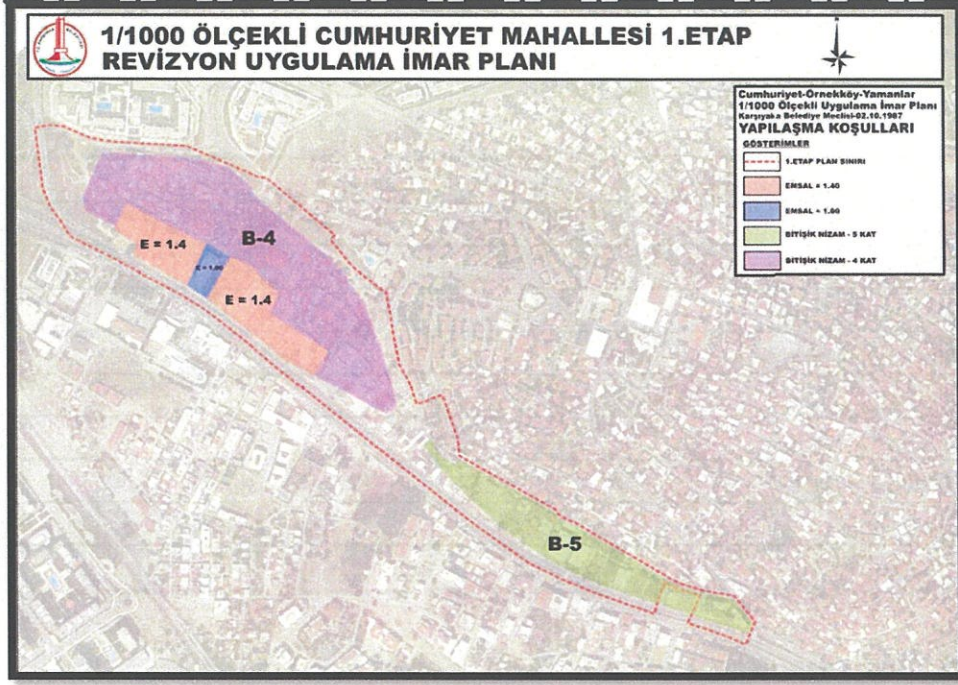 1/1000 ÖLÇEKLİ CUMHURİYET MAHALLESİ 1.ETAP
REVİZYON UYGULAMA İMAR PLANI
Cumhuriyet-Örnekköy-Yamanlar
1/1000 Ölçekli Uygulama İmar Planı
Karşıyaka Belediye Meclisi-02.10.1987
YAPILAŞMA KOŞULLARI
GÖSTERİMLER
1.ETAP PLAN SINIRI
EMSAL = 1.40
EMSAL = 1.00
BİTİŞİK NİZAM - 5 KAT
BİTİŞİK NİZAM - 4 KAT
B-4
E = 1.4
E = 1.00
E = 1.4
B-5